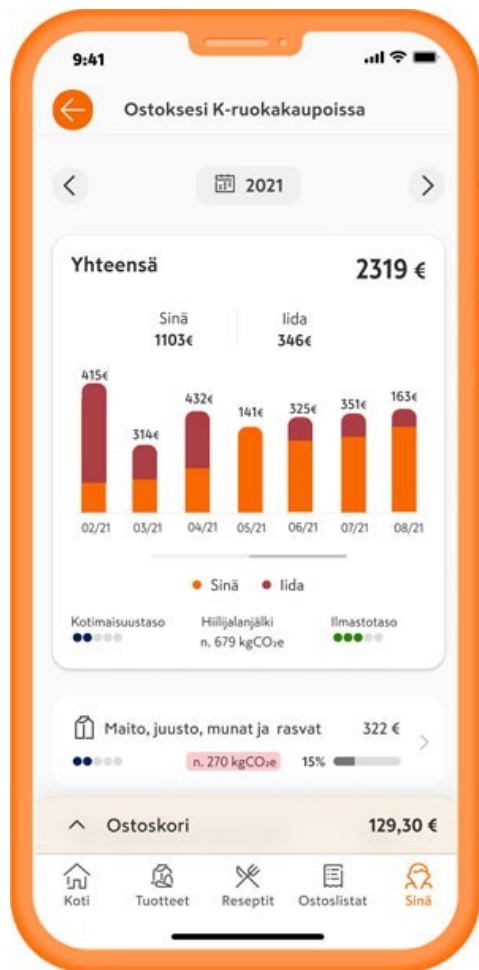 9:41
Ostoksesi K-ruokakaupoissa
2021
Yhteensä 2319 €
Sinä Iida
1103€ 346€
415€ 314€ 432€ 141€ 325€ 351€ 163€
02/21 03/21 04/21 05/21 06/21 07/21 08/21
Sinä Iida
Kotimaisuustaso Hiilijalanjälki Ilmastotaso
n. 679 kgCO₂e
Maito, juusto, munat ja rasvat 322 €
n. 270 kgCO₂e 15%
Ostoskori 129,30 €
Koti Tuotteet Reseptit Ostoslistat Sinä